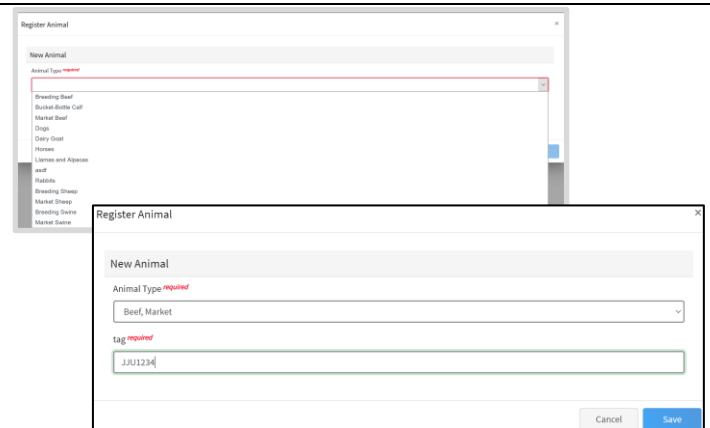 Register Animal ×
New Animal
Animal Type required
Breeding Beef
Bucket-Bottle Calf
Market Beef
Dogs
Dairy Goat
Horses
Llamas and Alpacas
asdf
Rabbits
Breeding Sheep
Market Sheep
Breeding Swine
Market Swine
Register Animal ×
New Animal
Animal Type required
Beef, Market
tag required
JJU1234
Cancel Save